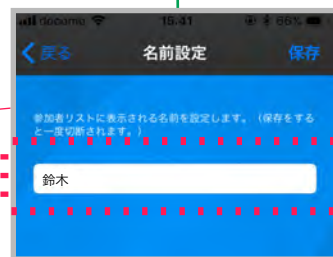 docomo 15:41 66%
戻る 名前設定 保存
参加者リストに表示される名前を設定します。（保存をする
と一度切断されます。）
鈴木